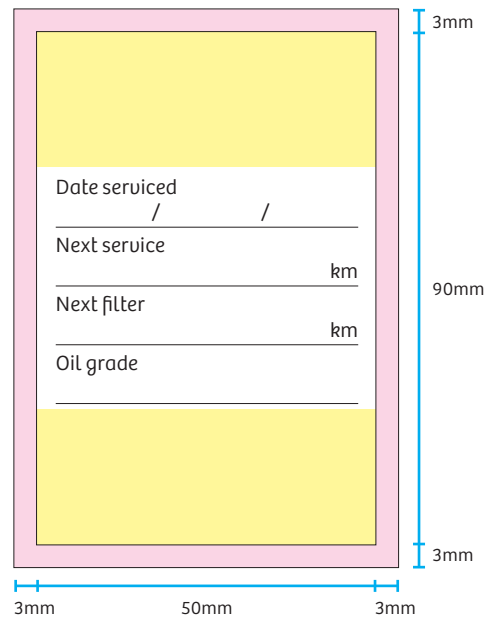 3mm
Date serviced
/ /
Next service
km
Next filter
km
90mm
Oil grade
3mm
3mm 50mm 3mm